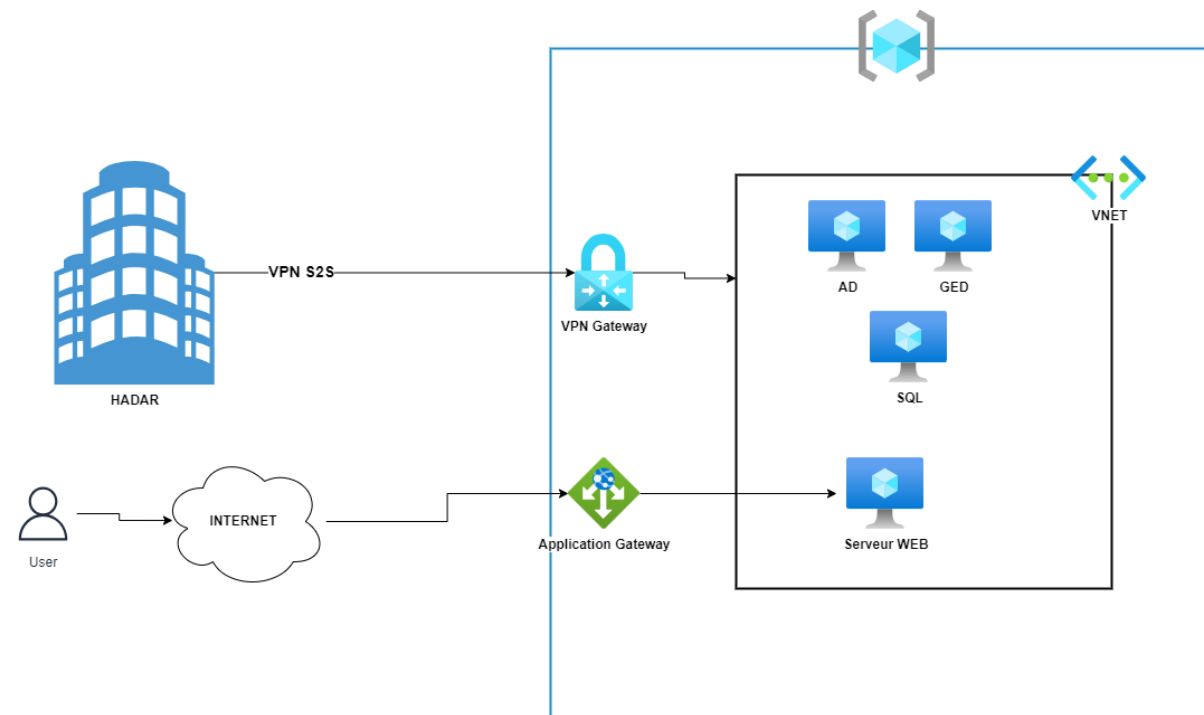 VNET
AD
GED
VPN S2S
VPN Gateway
SQL
HADAR
INTERNET
User
Application Gateway
Serveur WEB